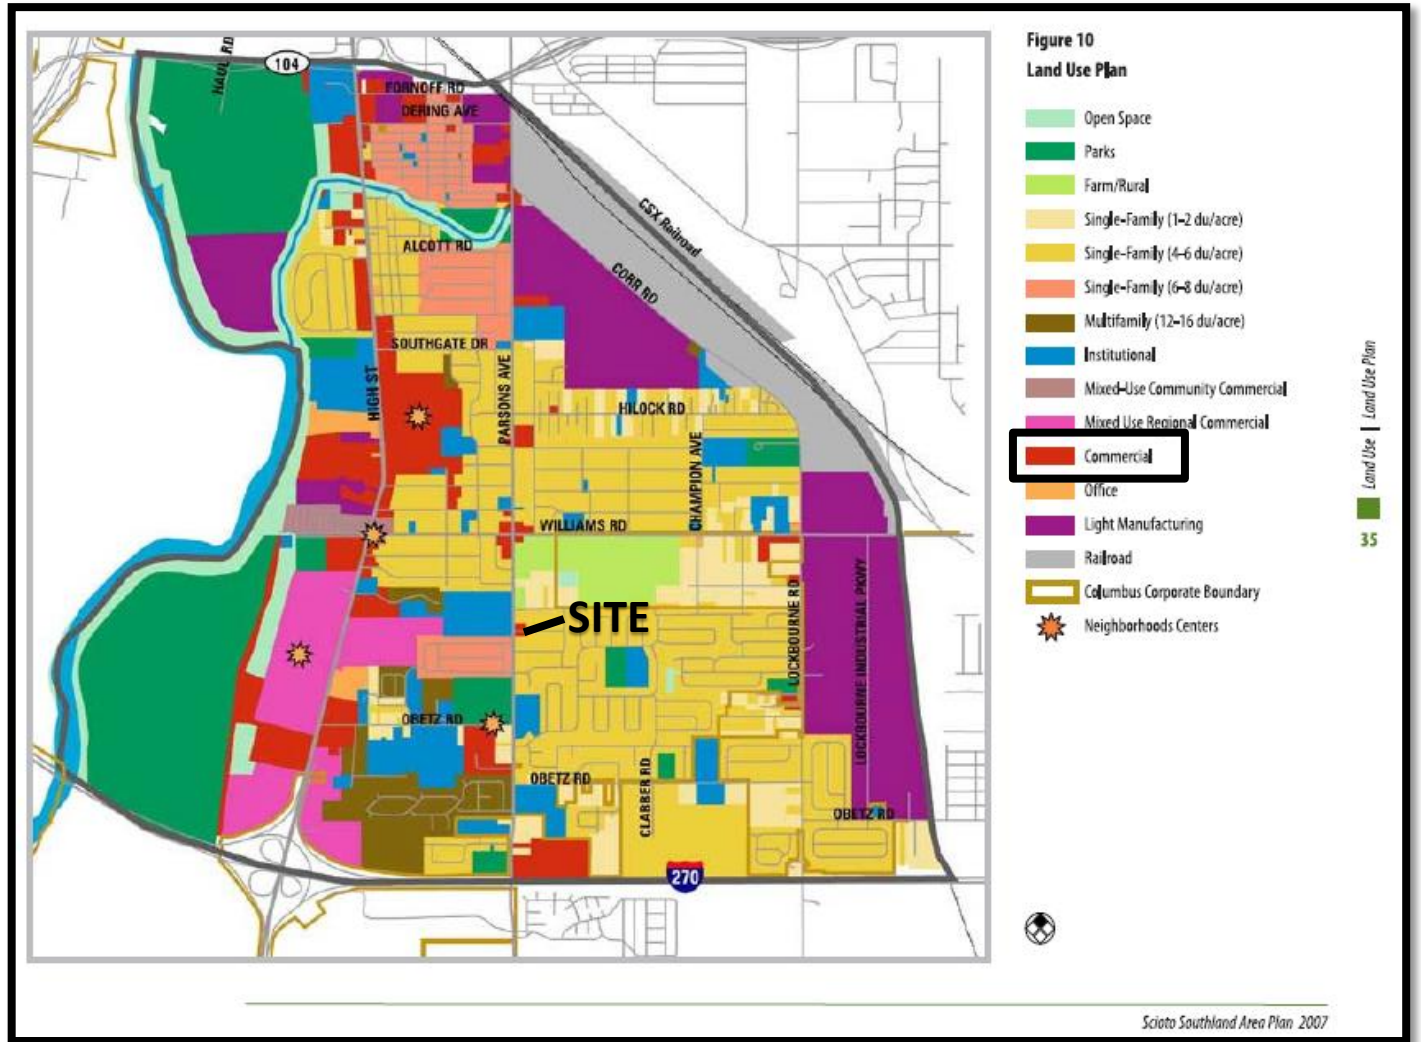 Figure 10
Land Use Plan
Open Space
Parks
Farm/Rural
Single-Family (1-2 du/acre)
Single-Family (4-6 du/acre)
Single-Family (6-8 du/acre)
Multifamily (12-16 du/acre)
Institutional
Mixed-Use Community Commercial
Mixed Use Regional Commercial
Commercial
Office
Light Manufacturing
Railroad
Columbus Corporate Boundary
Neighborhoods Centers
HAUL RD
104
FORNOFF RD
DERING AVE
CSX Railroad
ALCOTT RD
CORR RD
SOUTHGATE DR
HIGH ST
PARSONS AVE
HILOCK RD
CHAMPION AVE
WILLIAMS RD
SITE
LOCKBOURNE RD
LOCKBOURNE INDUSTRIAL PKWY
OBETZ RD
OBETZ RD
CLABBER RD
OBETZ RD
270
Land Use | Land Use Plan
35
Scioto Southland Area Plan 2007